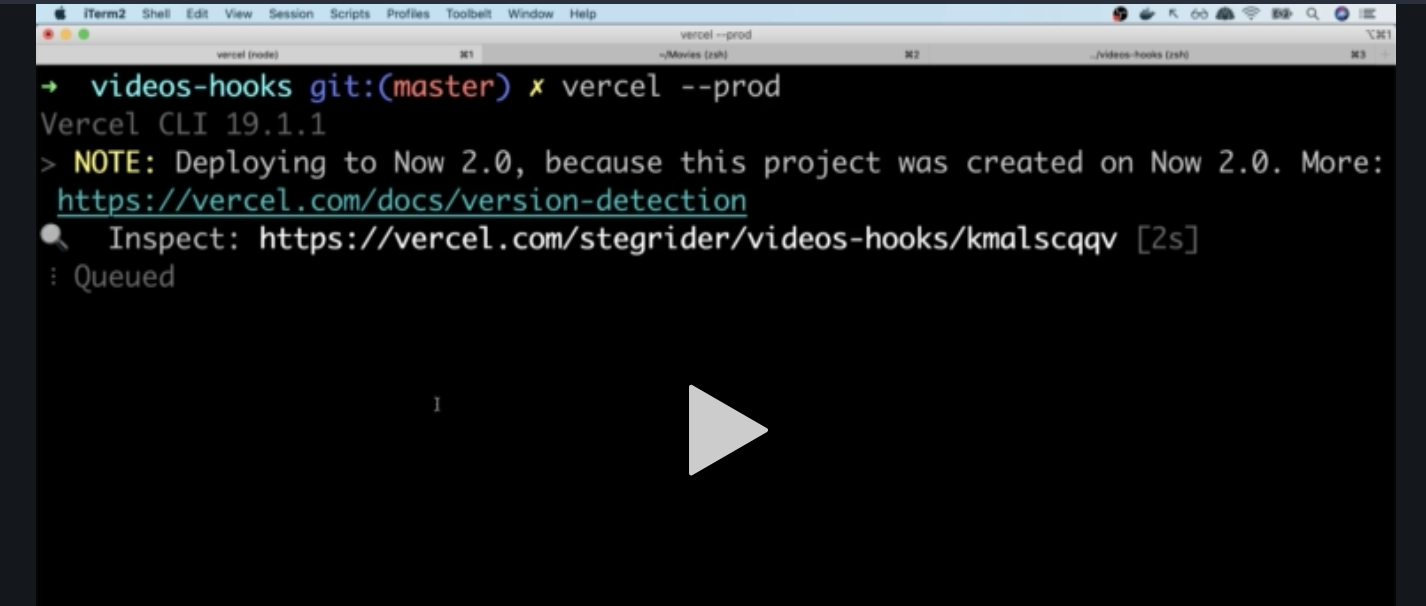 iTerm2 Shell Edit View Session Scripts Profiles Toolbelt Window Help
vercel --prod ⌥⌘1
vercel (node) ⌘1 ~/Movies (zsh) ⌘2 ../videos-hooks (zsh) ⌘3
➜ videos-hooks git:(master) ✗ vercel --prod
Vercel CLI 19.1.1
> NOTE: Deploying to Now 2.0, because this project was created on Now 2.0. More:
https://vercel.com/docs/version-detection
Inspect: https://vercel.com/stegrider/videos-hooks/kmalscqqv [2s]
Queued